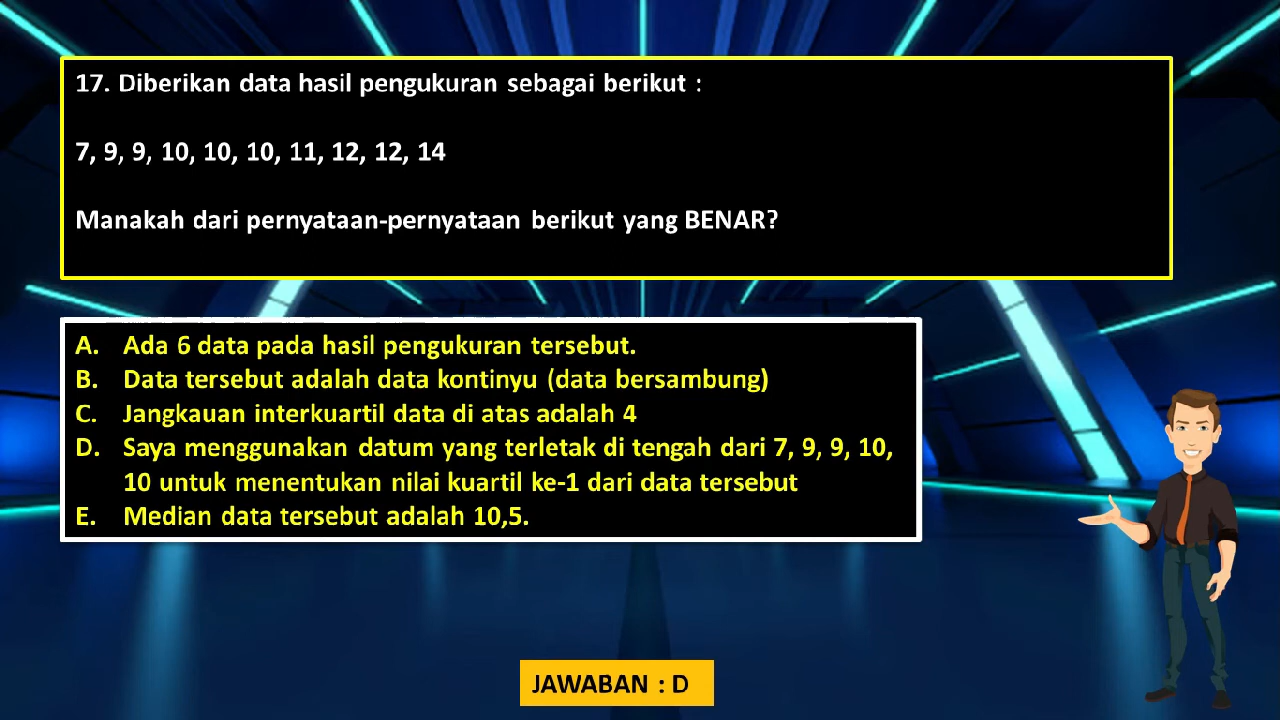 17. Diberikan data hasil pengukuran sebagai berikut :
7, 9, 9, 10, 10, 10, 11, 12, 12, 14
Manakah dari pernyataan-pernyataan berikut yang BENAR?
A. Ada 6 data pada hasil pengukuran tersebut.
B. Data tersebut adalah data kontinyu (data bersambung)
C. Jangkauan interkuartil data di atas adalah 4
D. Saya menggunakan datum yang terletak di tengah dari 7, 9, 9, 10,
10 untuk menentukan nilai kuartil ke-1 dari data tersebut
E. Median data tersebut adalah 10,5.
JAWABAN : D